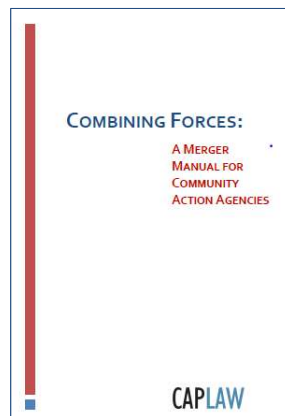 COMBINING FORCES:
A MERGER
MANUAL FOR
COMMUNITY
ACTION AGENCIES
CAPLAW